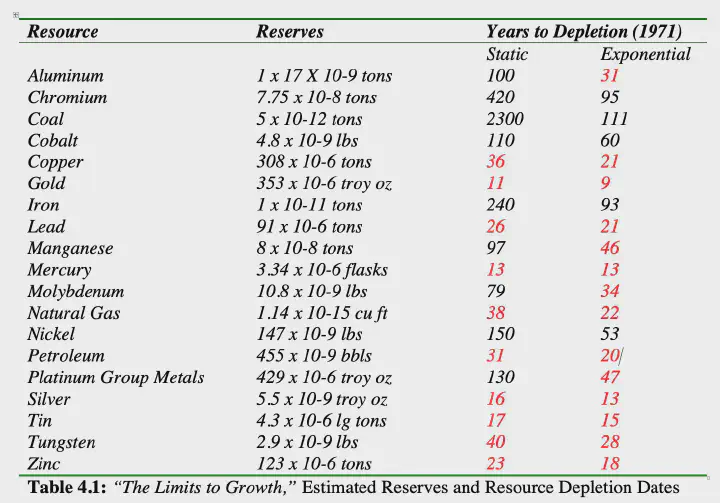 Resource Reserves Years to Depletion (1971)
Static Exponential
Aluminum 1 x 17 X 10-9 tons 100 31
Chromium 7.75 x 10-8 tons 420 95
Coal 5 x 10-12 tons 2300 111
Cobalt 4.8 x 10-9 lbs 110 60
Copper 308 x 10-6 tons 36 21
Gold 353 x 10-6 troy oz 11 9
Iron 1 x 10-11 tons 240 93
Lead 91 x 10-6 tons 26 21
Manganese 8 x 10-8 tons 97 46
Mercury 3.34 x 10-6 flasks 13 13
Molybdenum 10.8 x 10-9 lbs 79 34
Natural Gas 1.14 x 10-15 cu ft 38 22
Nickel 147 x 10-9 lbs 150 53
Petroleum 455 x 10-9 bbls 31 20
Platinum Group Metals 429 x 10-6 troy oz 130 47
Silver 5.5 x 10-9 troy oz 16 13
Tin 4.3 x 10-6 lg tons 17 15
Tungsten 2.9 x 10-9 lbs 40 28
Zinc 123 x 10-6 tons 23 18
Table 4.1: “The Limits to Growth,” Estimated Reserves and Resource Depletion Dates